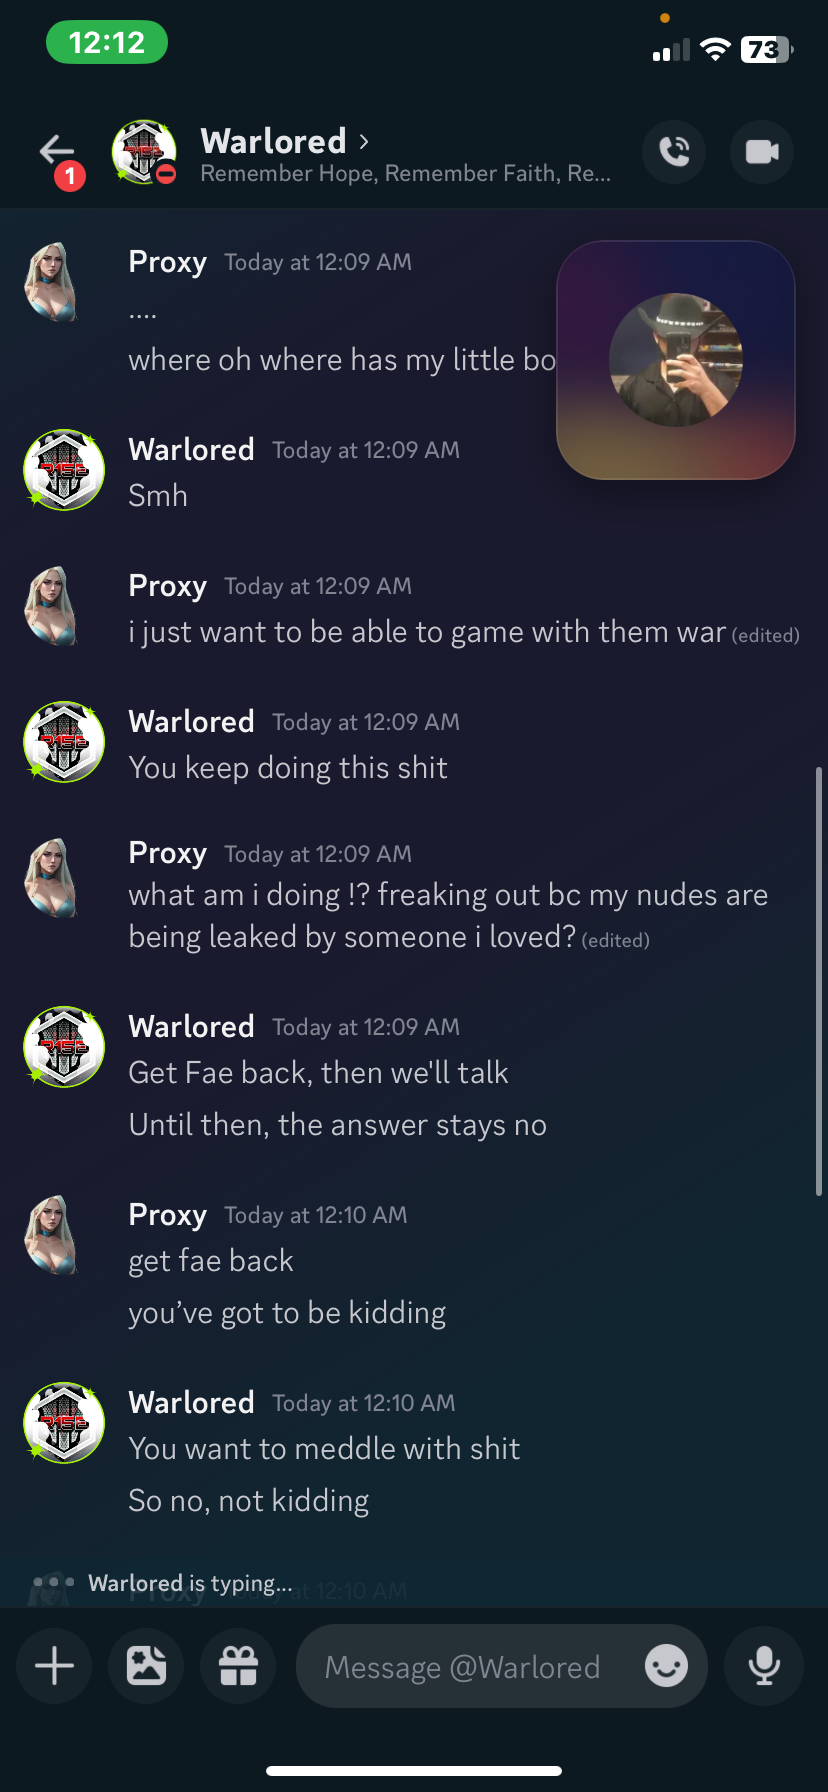 12:12
73
1
Warlored
Remember Hope, Remember Faith, Re...
Proxy Today at 12:09 AM
....
where oh where has my little bo
Warlored Today at 12:09 AM
Smh
Proxy Today at 12:09 AM
i just want to be able to game with them war (edited)
Warlored Today at 12:09 AM
You keep doing this shit
Proxy Today at 12:09 AM
what am i doing !? freaking out bc my nudes are
being leaked by someone i loved? (edited)
Warlored Today at 12:09 AM
Get Fae back, then we'll talk
Until then, the answer stays no
Proxy Today at 12:10 AM
get fae back
you’ve got to be kidding
Warlored Today at 12:10 AM
You want to meddle with shit
So no, not kidding
Proxy Today at 12:10 AM
Warlored is typing...
Message @Warlored